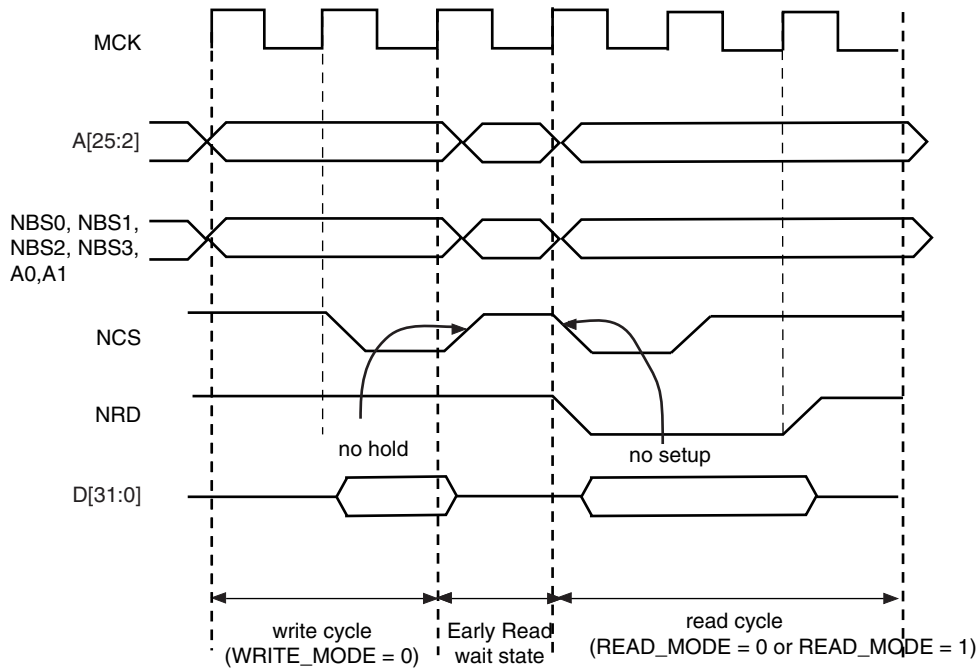 MCK
A[25:2]
NBS0, NBS1,
NBS2, NBS3,
A0,A1
NCS
NRD
no hold
no setup
D[31:0]
write cycle
(WRITE_MODE = 0)
Early Read
wait state
read cycle
(READ_MODE = 0 or READ_MODE = 1)